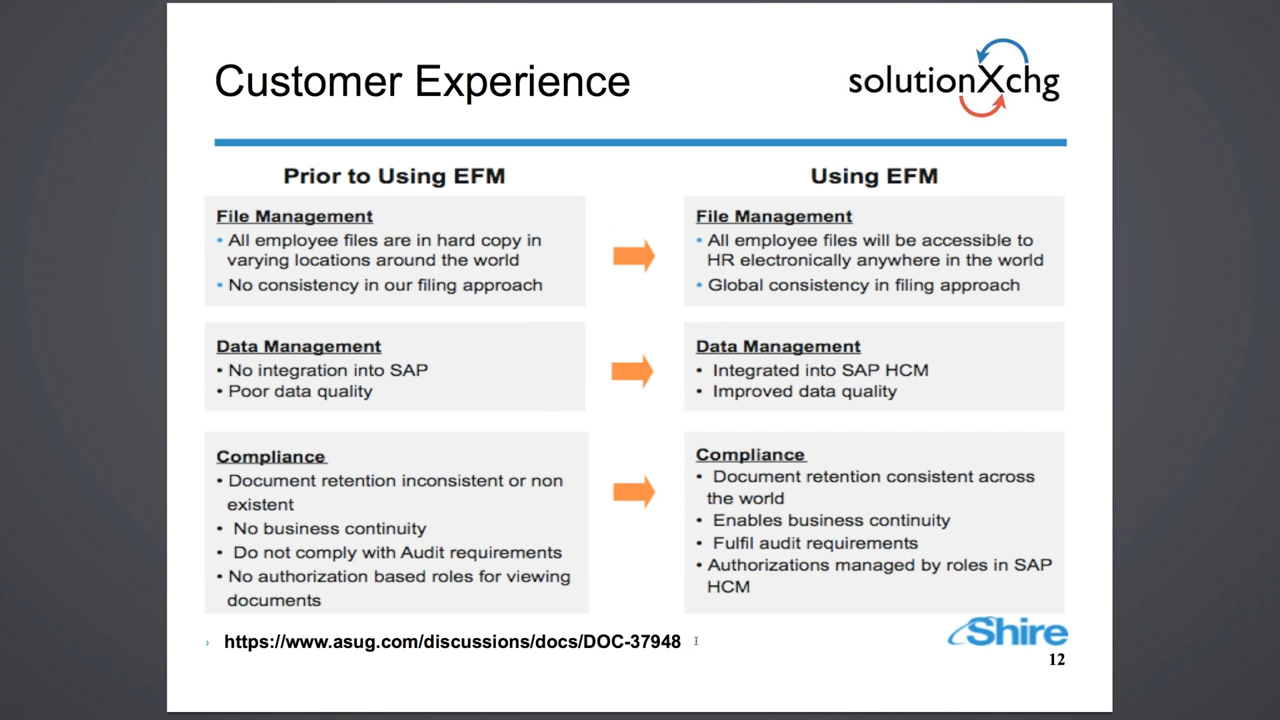 Customer Experience
solutionXchg
Prior to Using EFM
File Management
• All employee files are in hard copy in
varying locations around the world
• No consistency in our filing approach
Data Management
• No integration into SAP
• Poor data quality
Compliance
• Document retention inconsistent or non
existent
• No business continuity
• Do not comply with Audit requirements
• No authorization based roles for viewing
documents
Using EFM
File Management
• All employee files will be accessible to
HR electronically anywhere in the world
• Global consistency in filing approach
Data Management
• Integrated into SAP HCM
• Improved data quality
Compliance
• Document retention consistent across
the world
• Enables business continuity
• Fulfil audit requirements
• Authorizations managed by roles in SAP
HCM
› https://www.asug.com/discussions/docs/DOC-37948
Shire
12